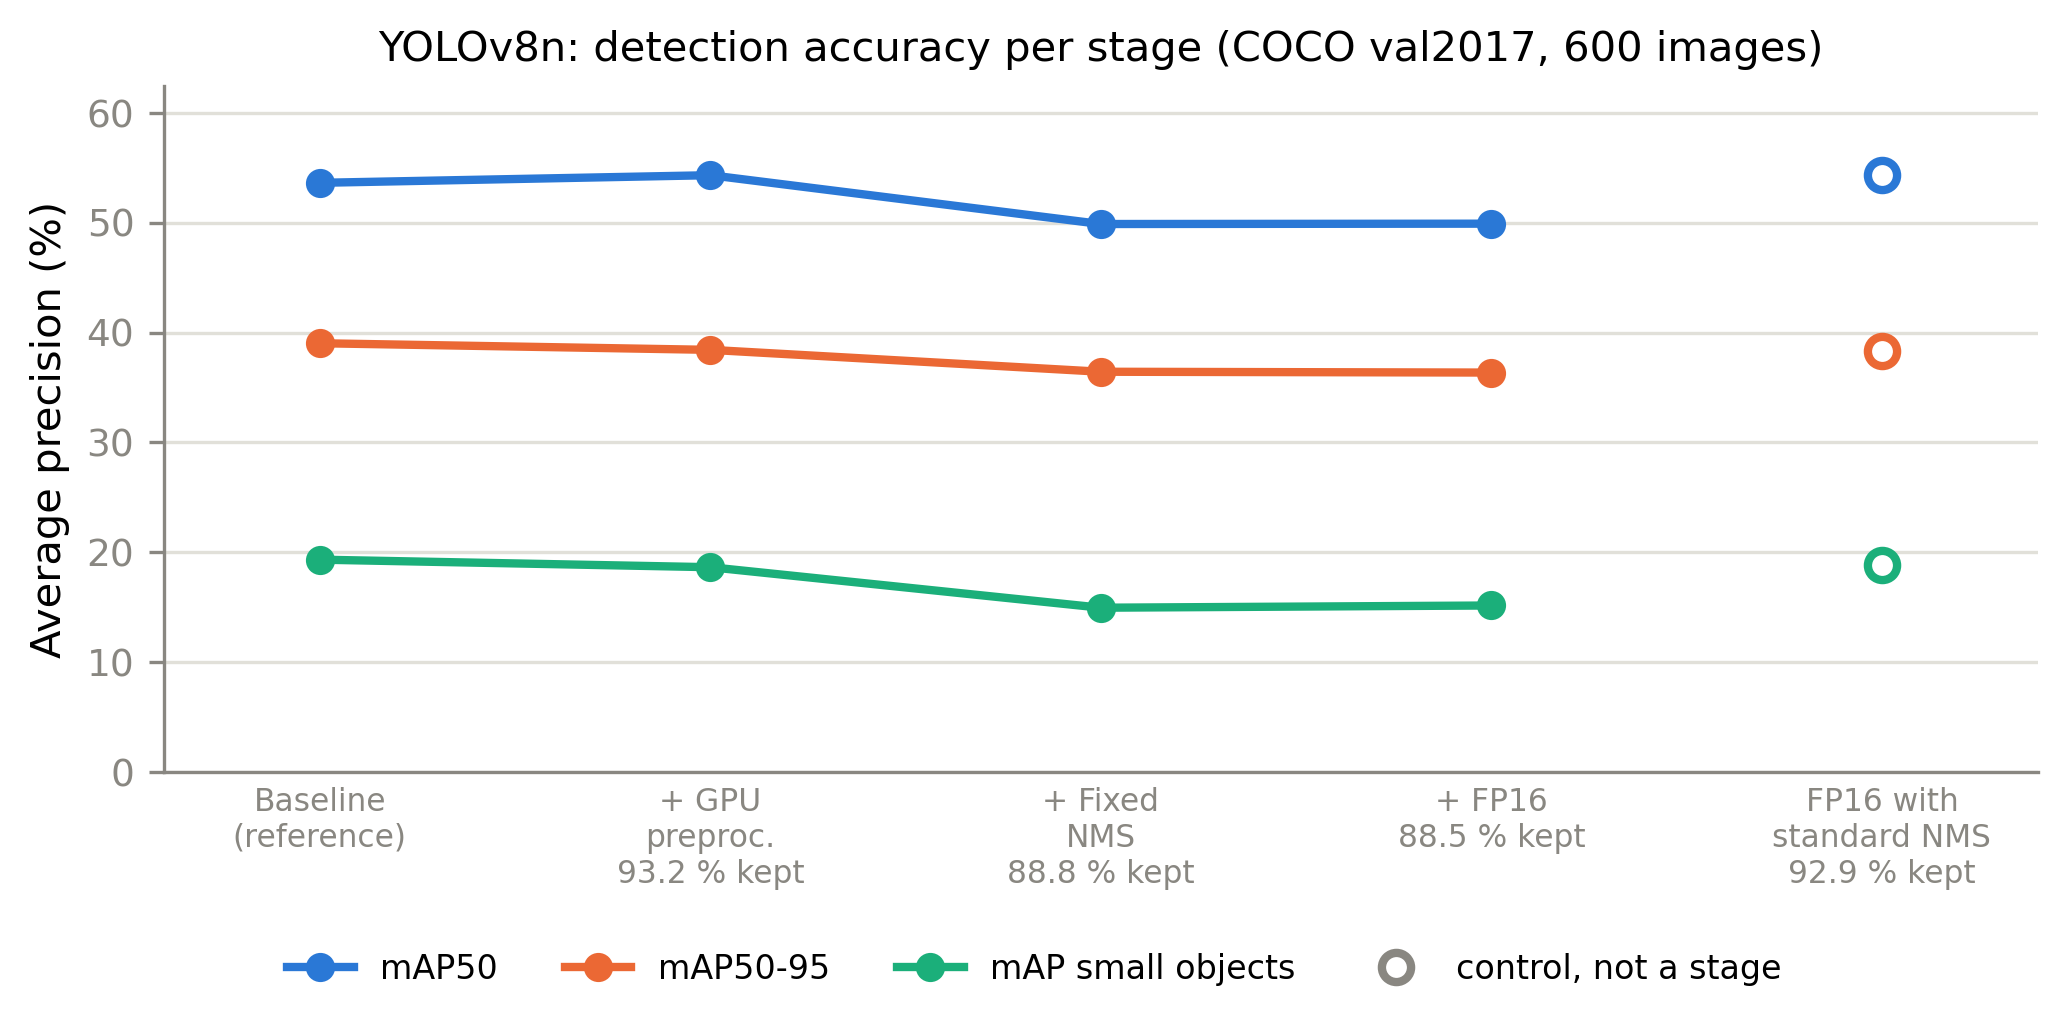 YOLOv8n: detection accuracy per stage (COCO val2017, 600 images)
Average precision (%)
60
50
40
30
20
10
0
Baseline
(reference)
+ GPU
preproc.
93.2 % kept
+ Fixed
NMS
88.8 % kept
+ FP16
88.5 % kept
FP16 with
standard NMS
92.9 % kept
mAP50
mAP50-95
mAP small objects
control, not a stage